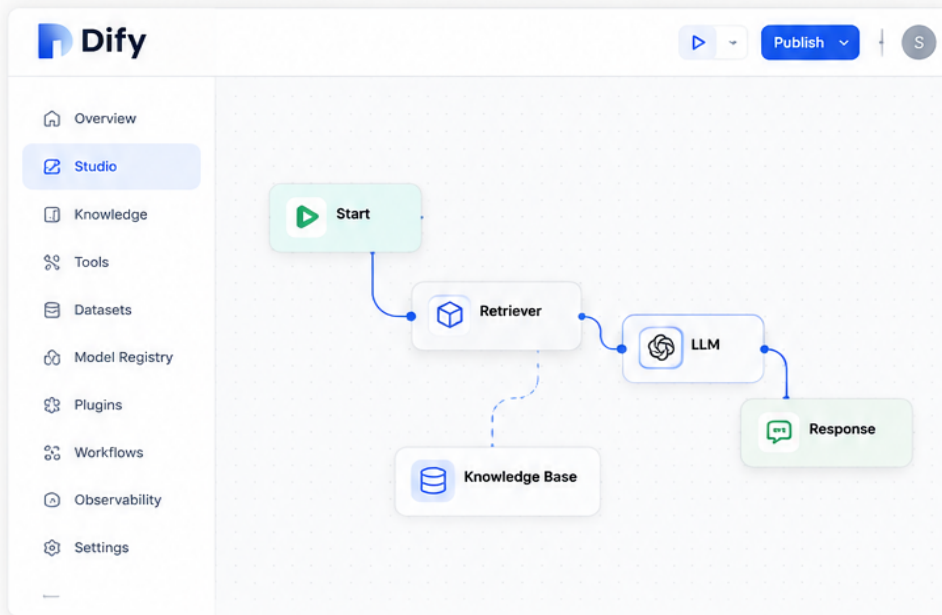 Dify
Publish
S
Overview
Studio
Knowledge
Tools
Datasets
Model Registry
Plugins
Workflows
Observability
Settings
Start
Retriever
LLM
Response
Knowledge Base